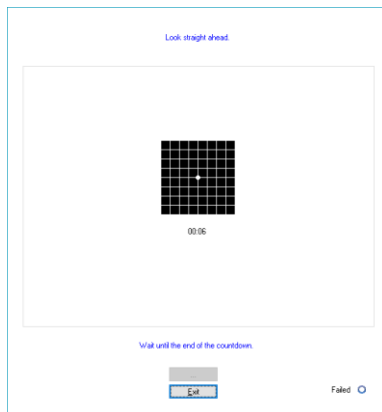 Look straight ahead.
00:06
Wait until the end of the countdown.
...
Exit
Failed